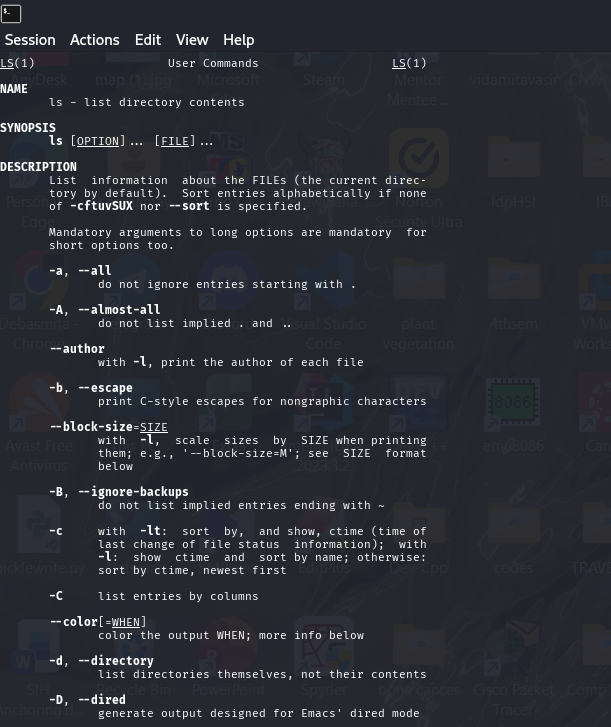 Session Actions Edit View Help
LS(1) User Commands LS(1)
NAME
ls - list directory contents
SYNOPSIS
ls [OPTION]... [FILE]...
DESCRIPTION
List information about the FILEs (the current direc-
tory by default). Sort entries alphabetically if none
of -cftuvSUX nor --sort is specified.
Mandatory arguments to long options are mandatory for
short options too.
-a, --all
do not ignore entries starting with .
-A, --almost-all
do not list implied . and ..
--author
with -l, print the author of each file
-b, --escape
print C-style escapes for nongraphic characters
--block-size=SIZE
with -l, scale sizes by SIZE when printing
them; e.g., '--block-size=M'; see SIZE format
below
-B, --ignore-backups
do not list implied entries ending with ~
-c with -lt: sort by, and show, ctime (time of
last change of file status information); with
-l: show ctime and sort by name; otherwise:
sort by ctime, newest first
-C list entries by columns
--color[=WHEN]
color the output WHEN; more info below
-d, --directory
list directories themselves, not their contents
-D, --dired
generate output designed for Emacs' dired mode